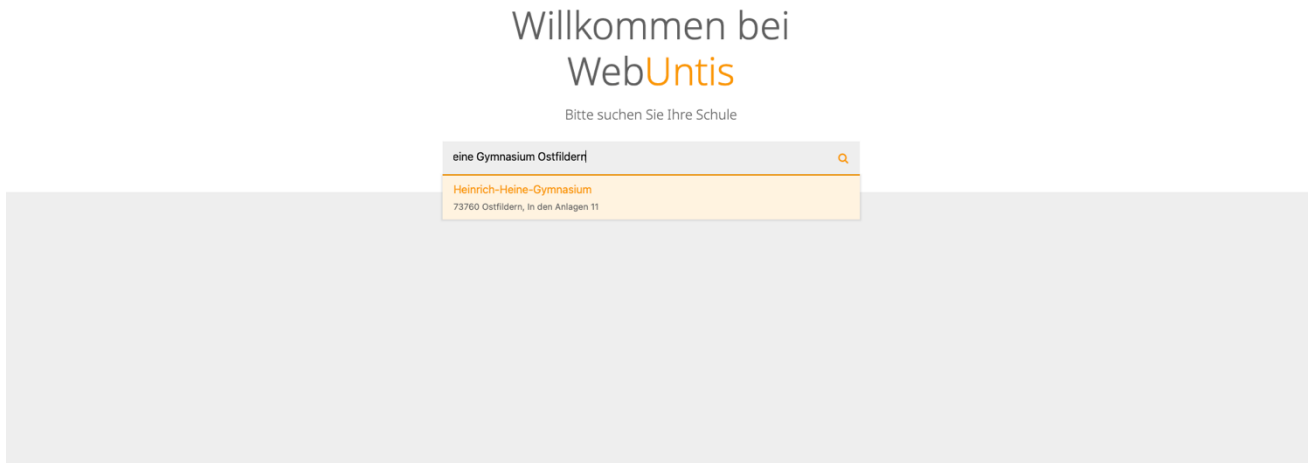 Willkommen bei
WebUntis
Bitte suchen Sie Ihre Schule
eine Gymnasium Ostfildern
Heinrich-Heine-Gymnasium
73760 Ostfildern, In den Anlagen 11